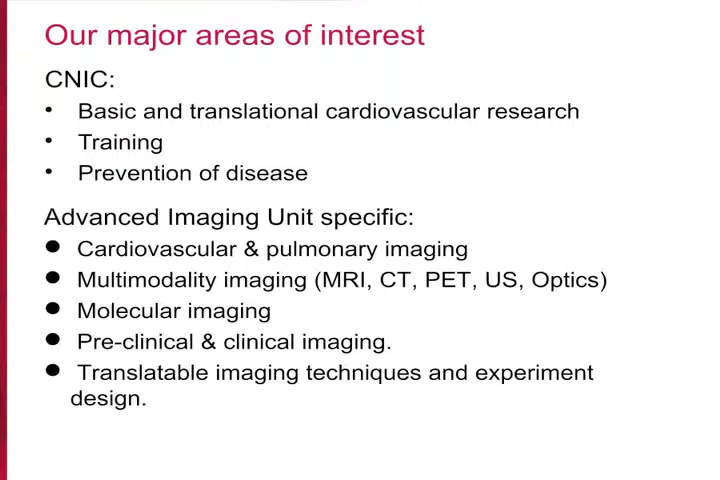 Our major areas of interest
CNIC:
• Basic and translational cardiovascular research
• Training
• Prevention of disease
Advanced Imaging Unit specific:
● Cardiovascular & pulmonary imaging
● Multimodality imaging (MRI, CT, PET, US, Optics)
● Molecular imaging
● Pre-clinical & clinical imaging.
● Translatable imaging techniques and experiment
design.